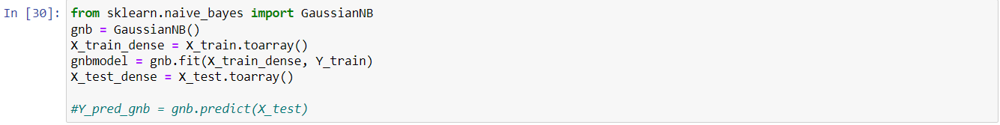 In [30]: from sklearn.naive_bayes import GaussianNB
gnb = GaussianNB()
X_train_dense = X_train.toarray()
gnbmodel = gnb.fit(X_train_dense, Y_train)
X_test_dense = X_test.toarray()
#Y_pred_gnb = gnb.predict(X_test)